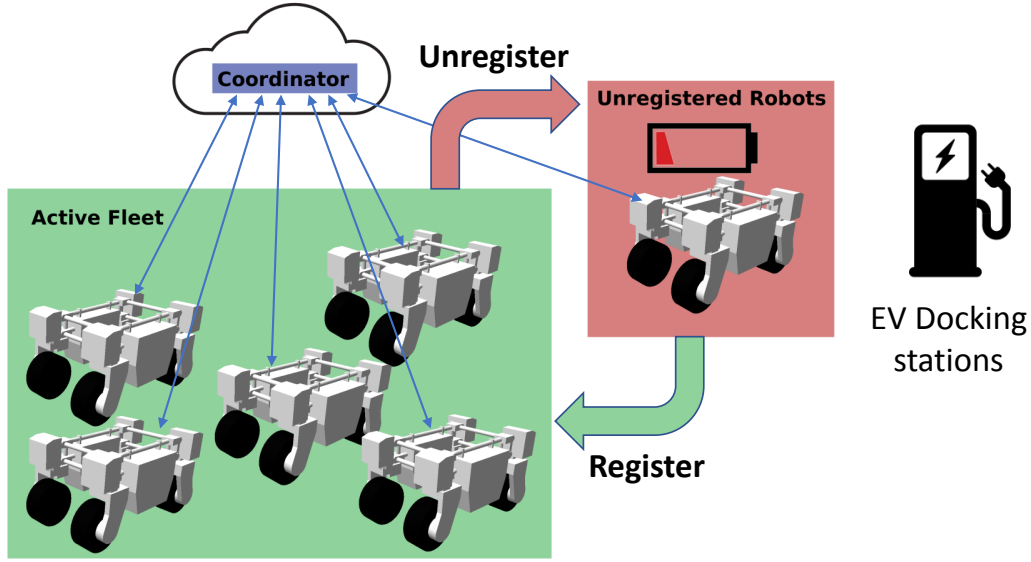 Coordinator
Unregister
Unregistered Robots
Active Fleet
EV Docking
stations
Register